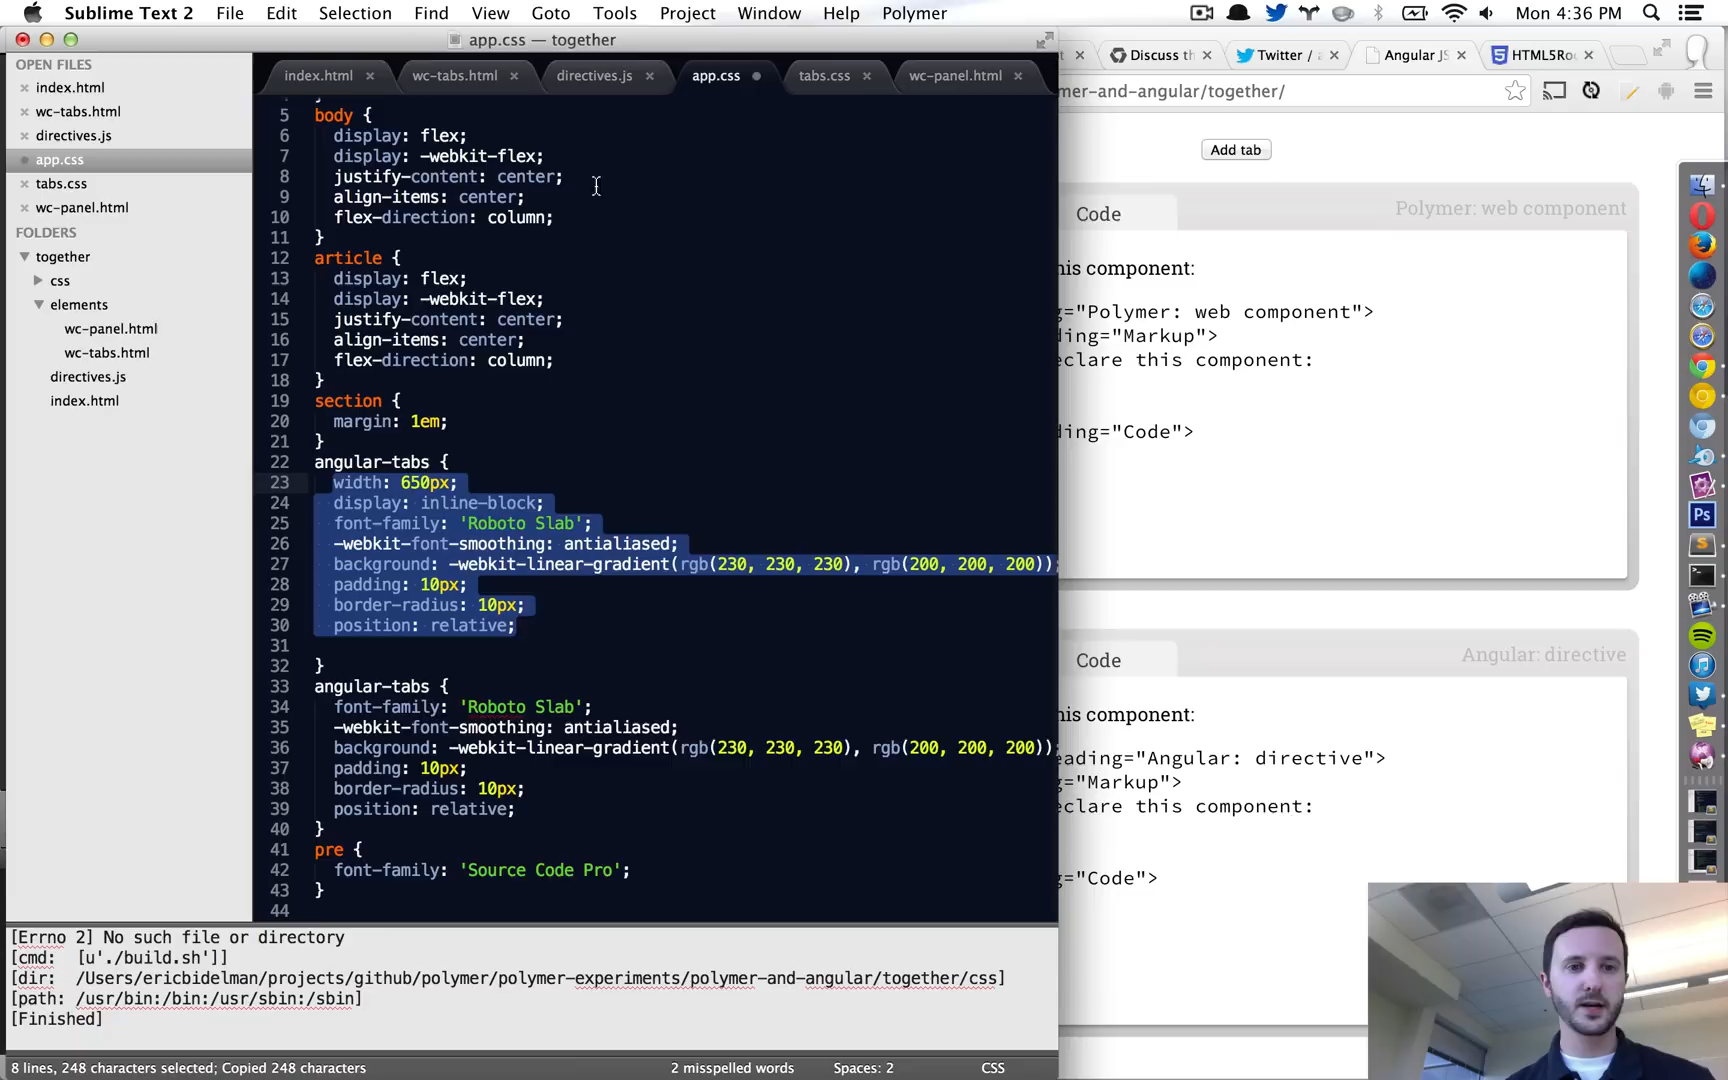 Sublime Text 2 File Edit Selection Find View Goto Tools Project Window Help Polymer Mon 4:36 PM
app.css — together
OPEN FILES
index.html
wc-tabs.html
directives.js
app.css
tabs.css
wc-panel.html
FOLDERS
together
css
elements
wc-panel.html
wc-tabs.html
directives.js
index.html
index.html wc-tabs.html directives.js app.css tabs.css wc-panel.html
5 body {
6 display: flex;
7 display: -webkit-flex;
8 justify-content: center;
9 align-items: center;
10 flex-direction: column;
11 }
12 article {
13 display: flex;
14 display: -webkit-flex;
15 justify-content: center;
16 align-items: center;
17 flex-direction: column;
18 }
19 section {
20 margin: 1em;
21 }
22 angular-tabs {
23 width: 650px;
24 display: inline-block;
25 font-family: 'Roboto Slab';
26 -webkit-font-smoothing: antialiased;
27 background: -webkit-linear-gradient(rgb(230, 230, 230), rgb(200, 200, 200));
28 padding: 10px;
29 border-radius: 10px;
30 position: relative;
31
32 }
33 angular-tabs {
34 font-family: 'Roboto Slab';
35 -webkit-font-smoothing: antialiased;
36 background: -webkit-linear-gradient(rgb(230, 230, 230), rgb(200, 200, 200));
37 padding: 10px;
38 border-radius: 10px;
39 position: relative;
40 }
41 pre {
42 font-family: 'Source Code Pro';
43 }
44
[Errno 2] No such file or directory
[cmd: [u'./build.sh']]
[dir: /Users/ericbidelman/projects/github/polymer/polymer-experiments/polymer-and-angular/together/css]
[path: /usr/bin:/bin:/usr/sbin:/sbin]
[Finished]
8 lines, 248 characters selected; Copied 248 characters 2 misspelled words Spaces: 2 CSS
Discuss th Twitter / a Angular JS HTML5Ro
mer-and-angular/together/
Add tab
Code Polymer: web component
his component:
g="Polymer: web component">
ding="Markup">
eclare this component:
ding="Code">
Code Angular: directive
his component:
eading="Angular: directive">
g="Markup">
eclare this component:
g="Code">
Ps